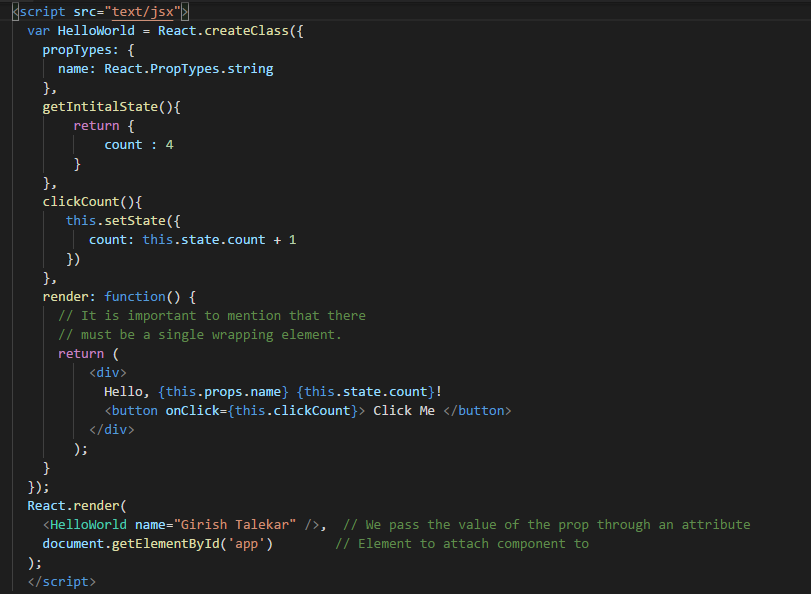 <script src="text/jsx">
var HelloWorld = React.createClass({
propTypes: {
name: React.PropTypes.string
},
getIntitalState(){
return {
count : 4
}
},
clickCount(){
this.setState({
count: this.state.count + 1
})
},
render: function() {
// It is important to mention that there
// must be a single wrapping element.
return (
<div>
Hello, {this.props.name} {this.state.count}!
<button onClick={this.clickCount}> Click Me </button>
</div>
);
}
});
React.render(
<HelloWorld name="Girish Talekar" />,  // We pass the value of the prop through an attribute
document.getElementById('app')        // Element to attach component to
);
</script>